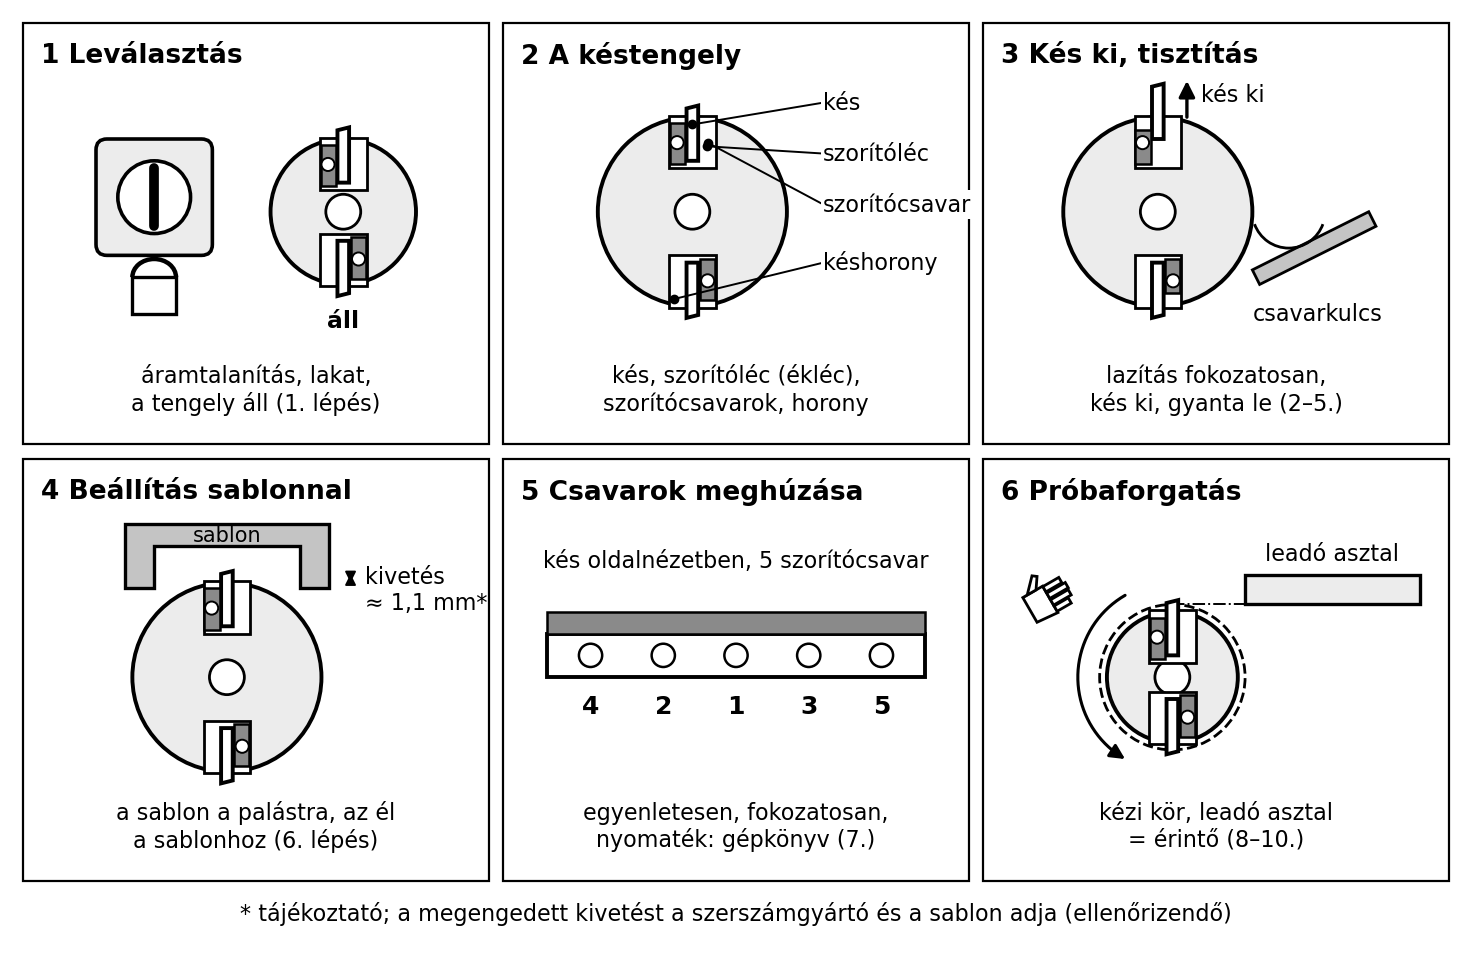 1 Leválasztás
áll
áramtalanítás, lakat,
a tengely áll (1. lépés)
2 A késtengely
kés
szorítóléc
szorítócsavar
késhorony
kés, szorítóléc (ékléc),
szorítócsavarok, horony
3 Kés ki, tisztítás
kés ki
csavarkulcs
lazítás fokozatosan,
kés ki, gyanta le (2–5.)
4 Beállítás sablonnal
sablon
kivetés
≈ 1,1 mm*
a sablon a palástra, az él
a sablonhoz (6. lépés)
5 Csavarok meghúzása
kés oldalnézetben, 5 szorítócsavar
4 2 1 3 5
egyenletesen, fokozatosan,
nyomaték: gépkönyv (7.)
6 Próbaforgatás
leadó asztal
kézi kör, leadó asztal
= érintő (8–10.)
* tájékoztató; a megengedett kivetést a szerszámgyártó és a sablon adja (ellenőrizendő)